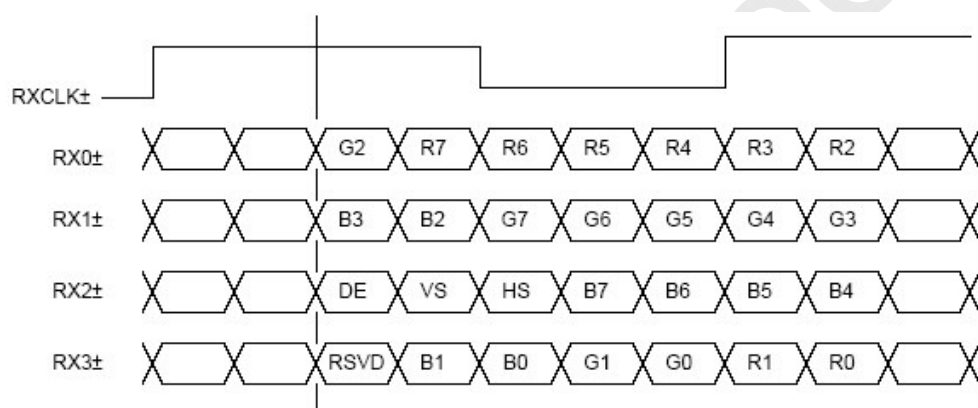 RXCLK±
RX0± G2 R7 R6 R5 R4 R3 R2
RX1± B3 B2 G7 G6 G5 G4 G3
RX2± DE VS HS B7 B6 B5 B4
RX3± RSVD B1 B0 G1 G0 R1 R0